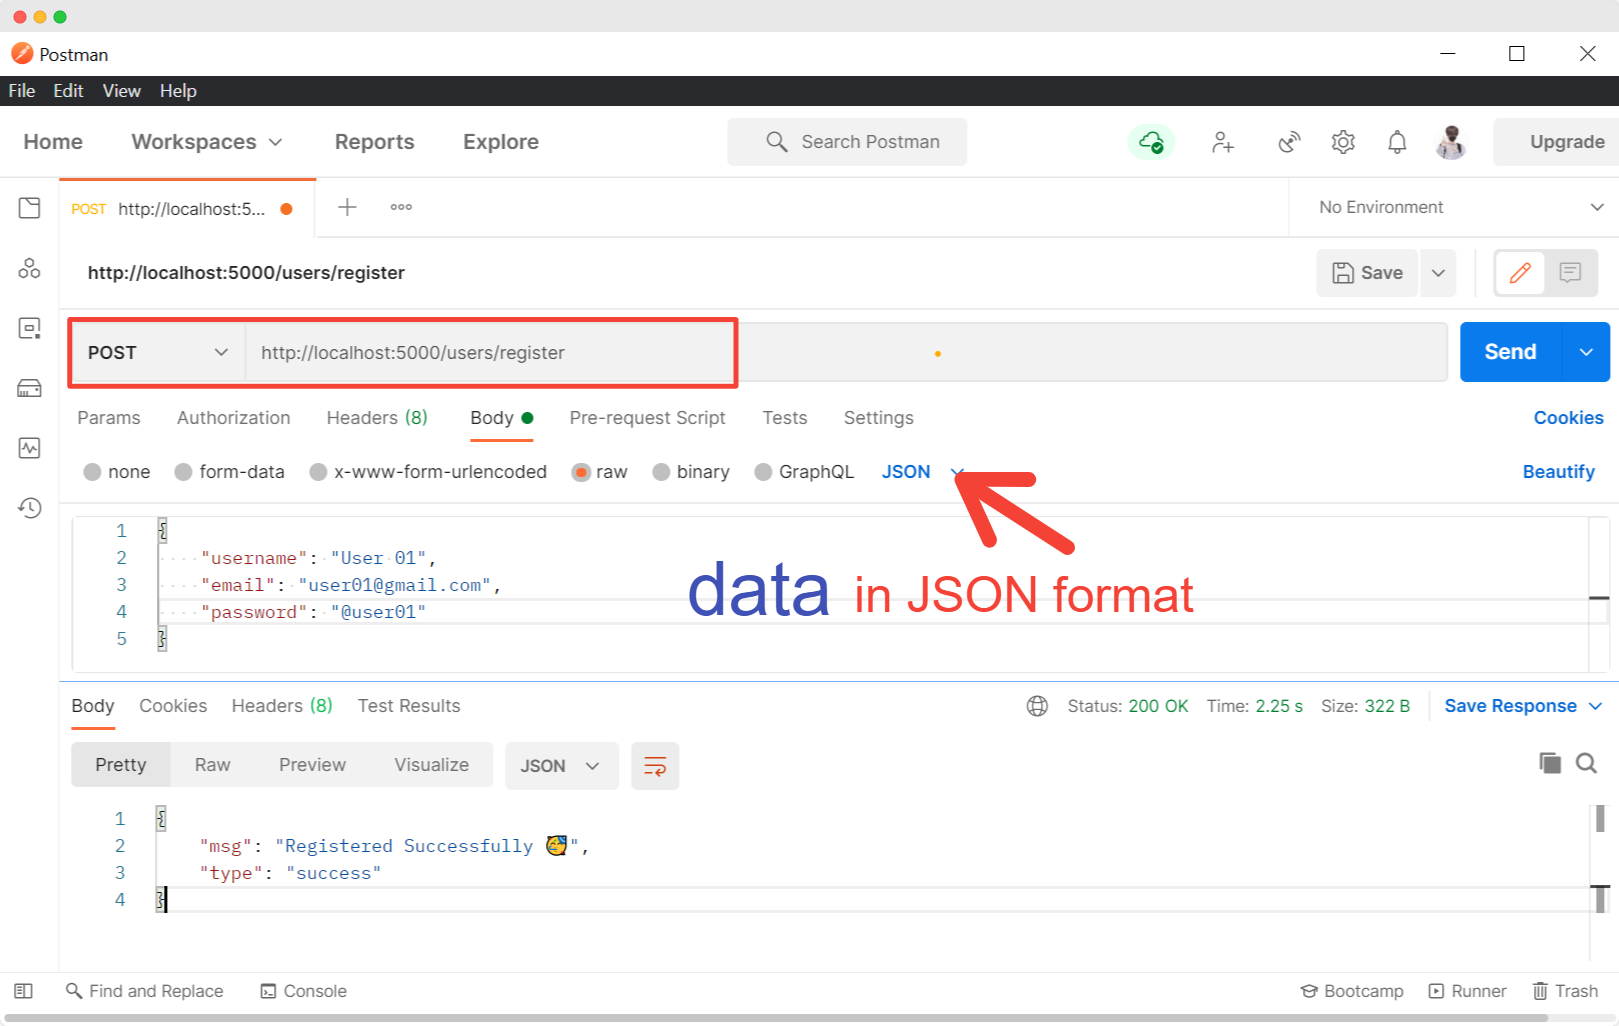 Postman
File Edit View Help
Home Workspaces Reports Explore Search Postman Upgrade
POST http://localhost:5... No Environment
http://localhost:5000/users/register Save
POST http://localhost:5000/users/register Send
Params Authorization Headers (8) Body Pre-request Script Tests Settings Cookies
none form-data x-www-form-urlencoded raw binary GraphQL JSON Beautify
1 {
2 "username": "User 01",
3 "email": "user01@gmail.com",
4 "password": "@user01"
5 }
data in JSON format
Body Cookies Headers (8) Test Results Status: 200 OK Time: 2.25 s Size: 322 B Save Response
Pretty Raw Preview Visualize JSON
1 {
2 "msg": "Registered Successfully 🥳",
3 "type": "success"
4 }
Find and Replace Console Bootcamp Runner Trash